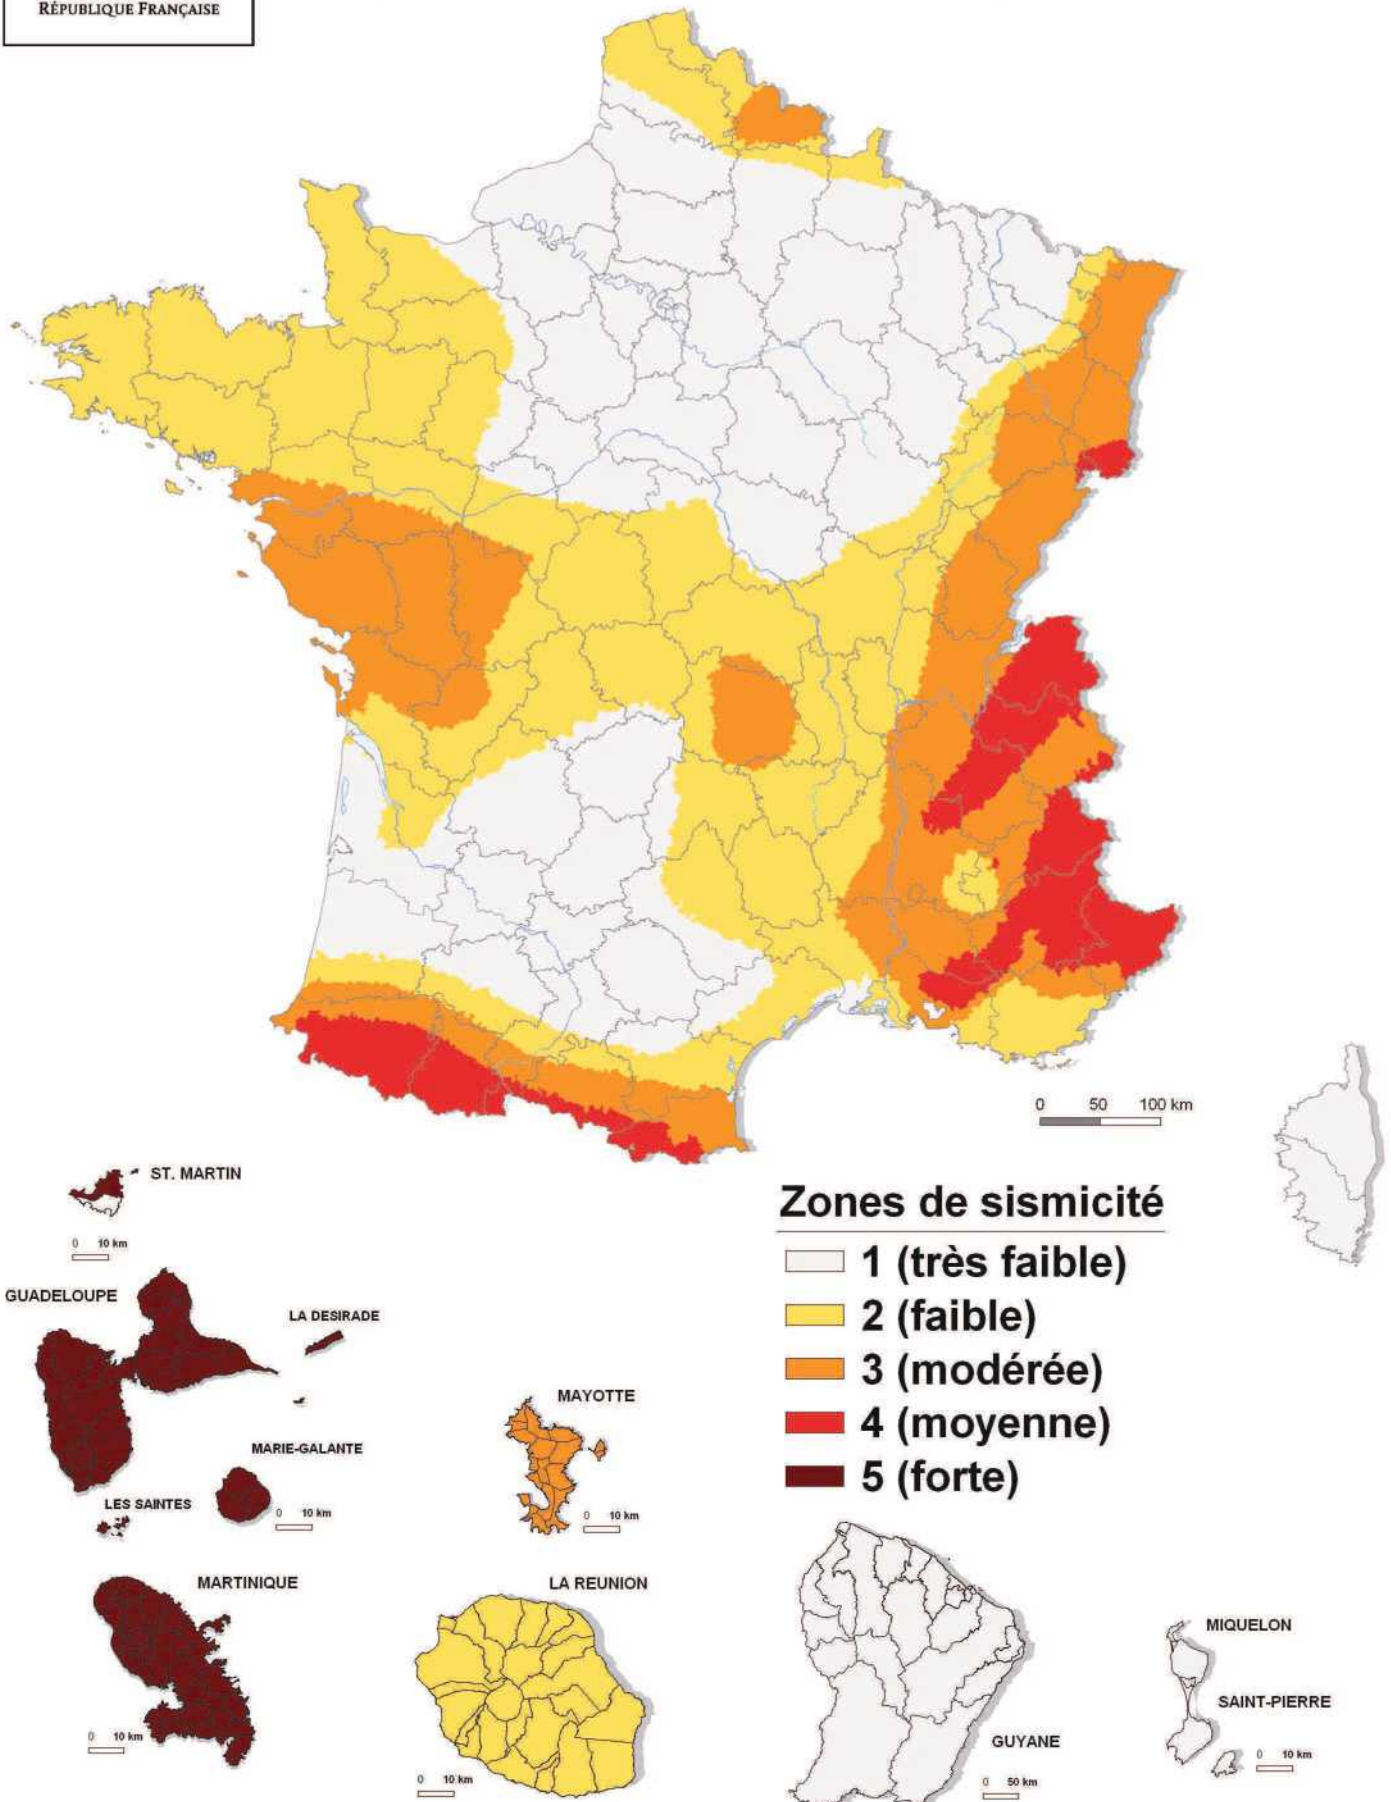 RÉPUBLIQUE FRANÇAISE
0 50 100 km
ST. MARTIN
0 10 km
Zones de sismicité
1 (très faible)
2 (faible)
3 (modérée)
4 (moyenne)
5 (forte)
GUADELOUPE
LA DESIRADE
MARIE-GALANTE
0 10 km
LES SAINTES
MAYOTTE
0 10 km
MARTINIQUE
0 10 km
LA REUNION
0 10 km
GUYANE
0 50 km
MIQUELON
SAINT-PIERRE
0 10 km